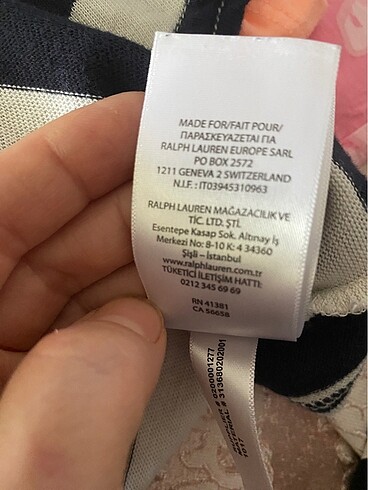 MADE FOR/FAIT POUR/
ΠΑΡΑΣΚΕΥΑΖΕΤΑΙ ΓΙΑ
RALPH LAUREN EUROPE SARL
PO BOX 2572
1211 GENEVA 2 SWITZERLAND
N.I.F.: IT03945310963
RALPH LAUREN MAĞAZACILIK VE
TİC. LTD. ŞTİ.
Esentepe Kasap Sok. Altınay İş
Merkezi No: 8-10 K: 4 34360
Şişli - İstanbul
www.ralphlauren.com.tr
TÜKETİCİ İLETİŞİM HATTI:
0212 345 69 69
RN 41381
CA 56658
# 0200001277
# 313680202001